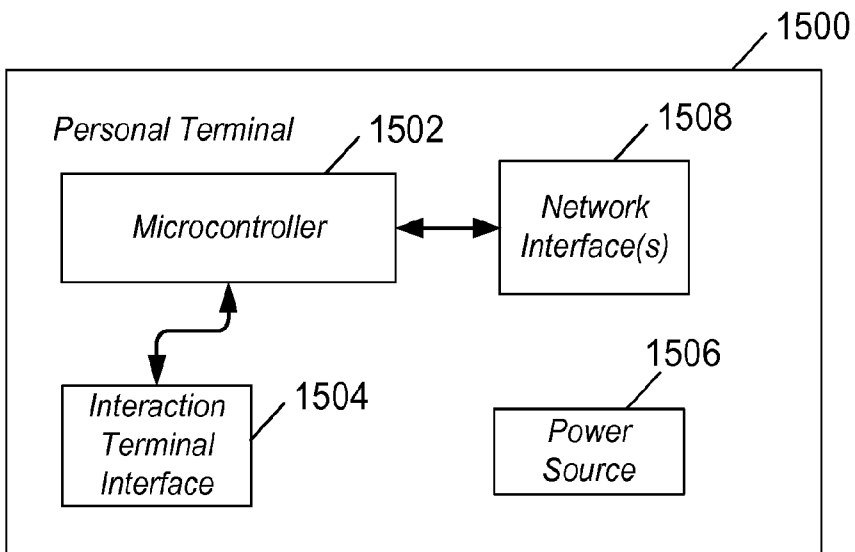 1500
Personal Terminal
1502
1508
Microcontroller
Network
Interface(s)
1506
1504
Interaction
Terminal
Interface
Power
Source